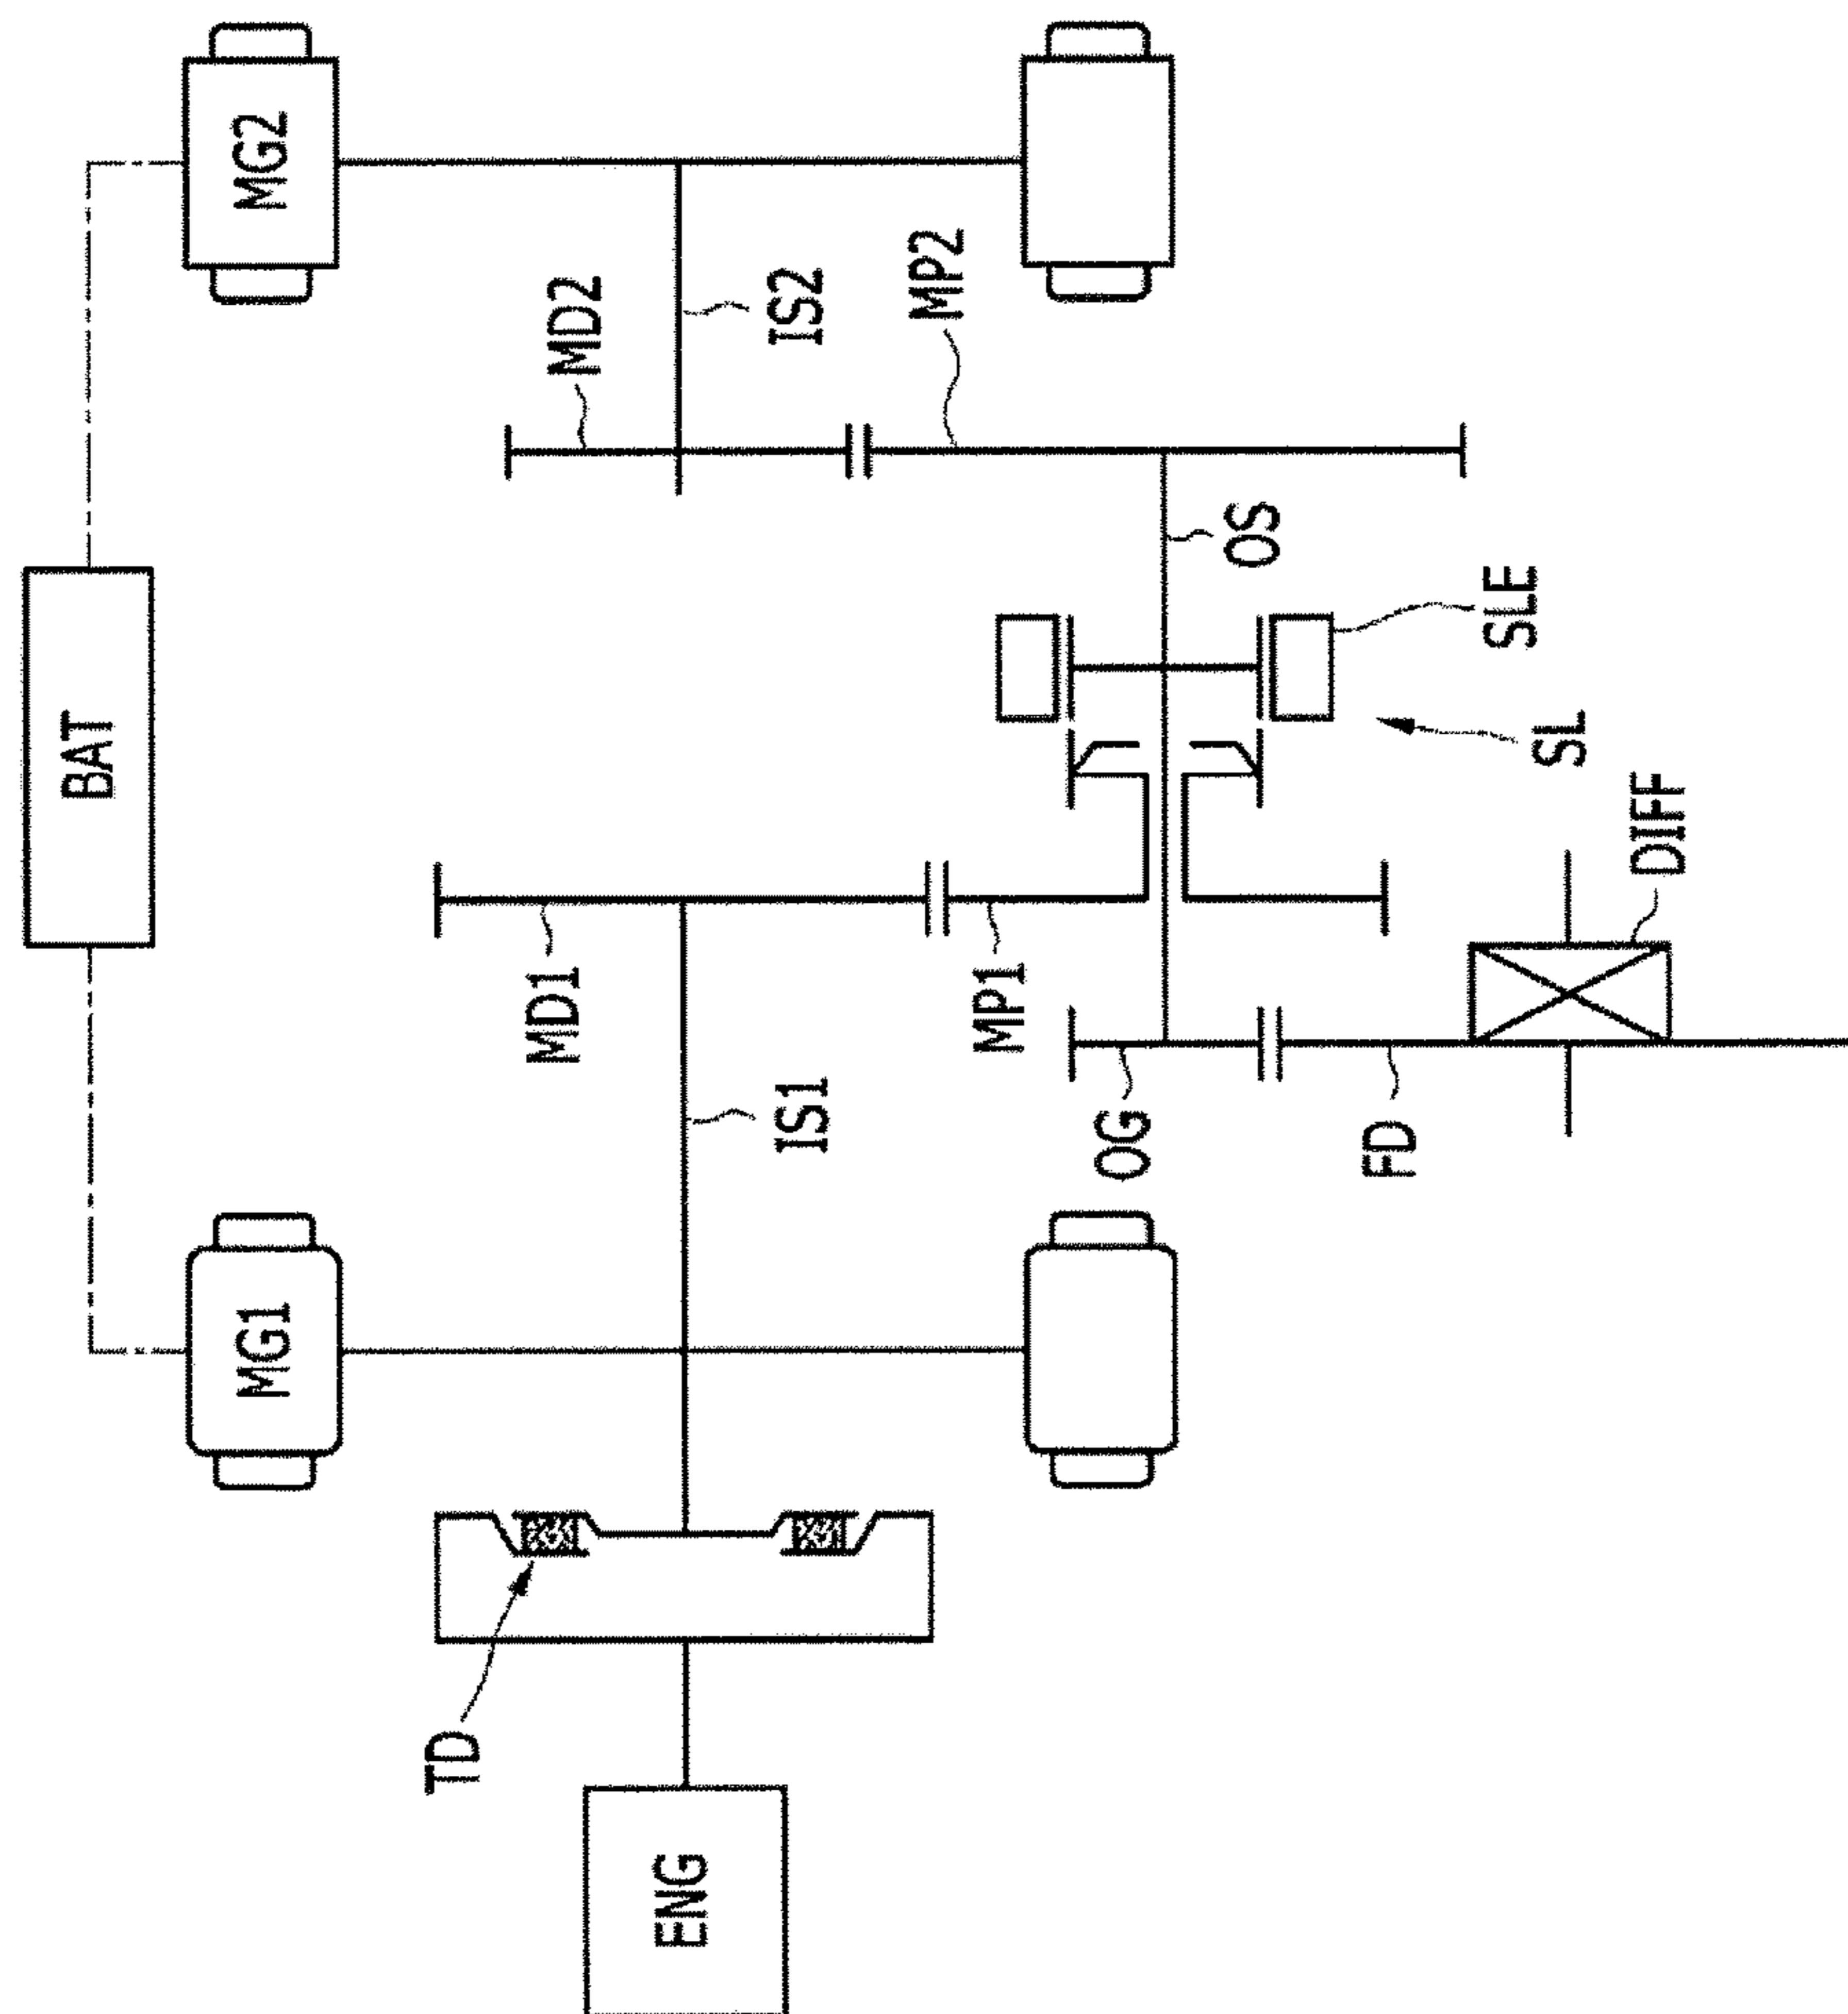 BAT
MG1
MG2
TD
ENG
MD1
IS1
MD2
IS2
MP2
MP1
OG
OS
FD
SLE
SL
DIFF